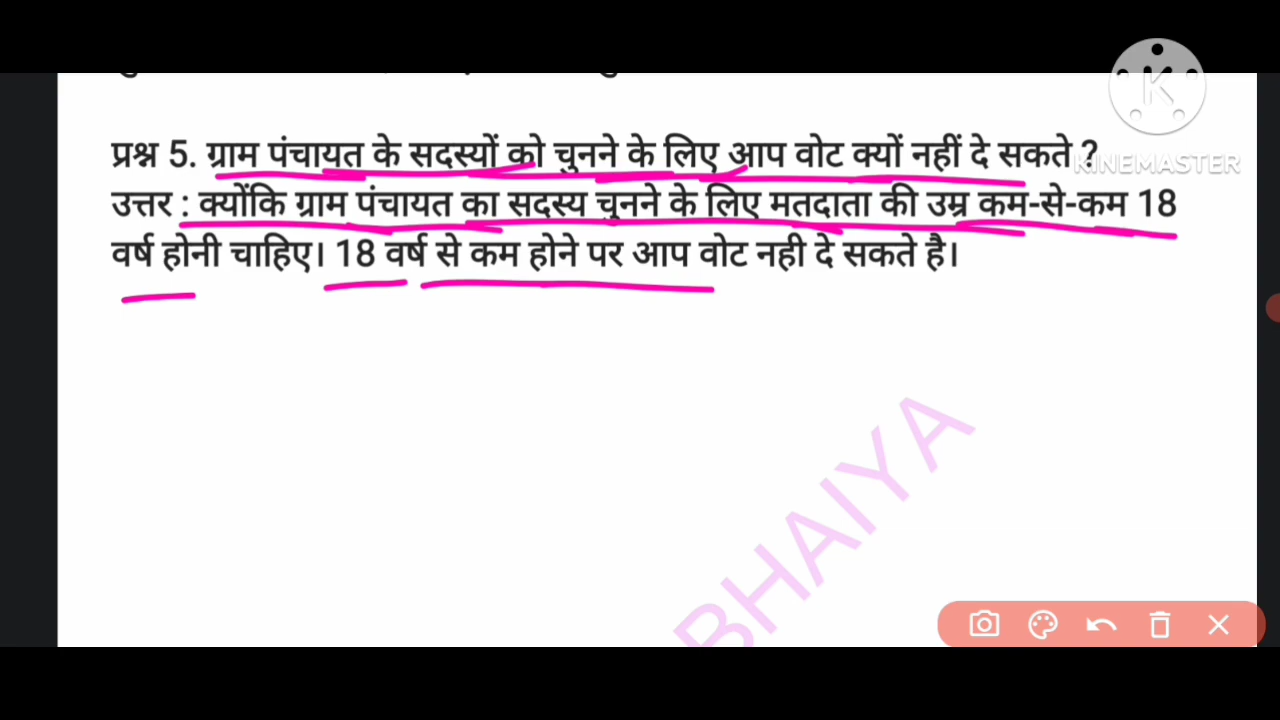 प्रश्न 5. ग्राम पंचायत के सदस्यों को चुनने के लिए आप वोट क्यों नहीं दे सकते ?
KINEMASTER
उत्तर : क्योंकि ग्राम पंचायत का सदस्य चुनने के लिए मतदाता की उम्र कम-से-कम 18
वर्ष होनी चाहिए। 18 वर्ष से कम होने पर आप वोट नही दे सकते है।
BHAIYA